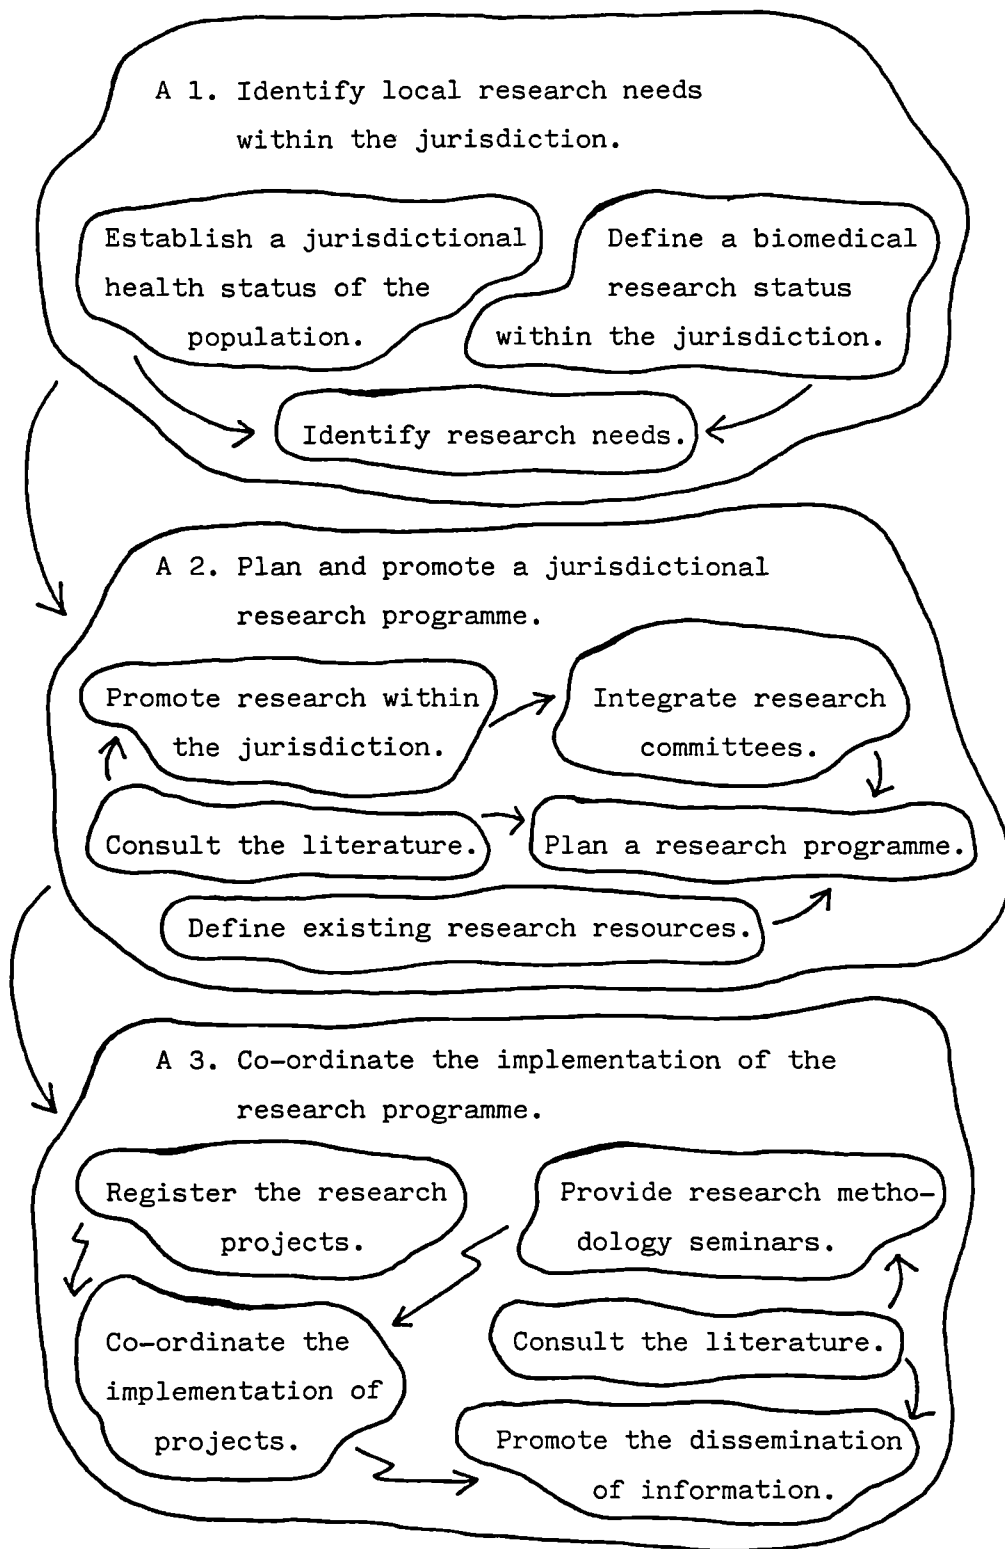 A 1. Identify local research needs
within the jurisdiction.
Establish a jurisdictional
health status of the
population.
Define a biomedical
research status
within the jurisdiction.
Identify research needs.
A 2. Plan and promote a jurisdictional
research programme.
Promote research within
the jurisdiction.
Integrate research
committees.
Consult the literature.
Plan a research programme.
Define existing research resources.
A 3. Co-ordinate the implementation of the
research programme.
Register the research
projects.
Provide research metho-
dology seminars.
Co-ordinate the
implementation of
projects.
Consult the literature.
Promote the dissemination
of information.